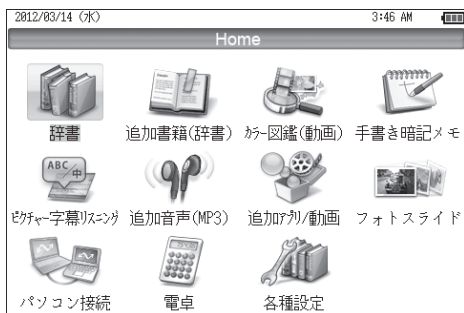 2012/03/14 (水) 3:46 AM
Home
辞書 追加書籍(辞書) ｶﾗｰ図鑑(動画) 手書き暗記メモ
ABC 中
ﾋﾟｸﾁｬｰ字幕ﾘｽﾆﾝｸﾞ 追加音声(MP3) 追加ｱﾌﾟﾘ/動画 フォトスライド
パソコン接続 電卓 各種設定